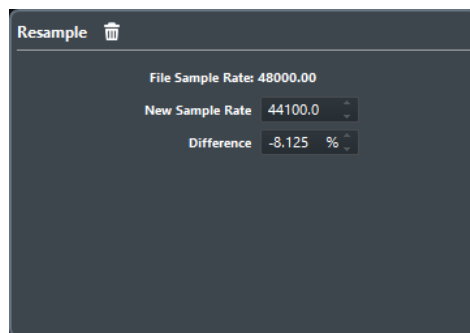 Resample
File Sample Rate: 48000.00
New Sample Rate 44100.0
Difference -8.125 %